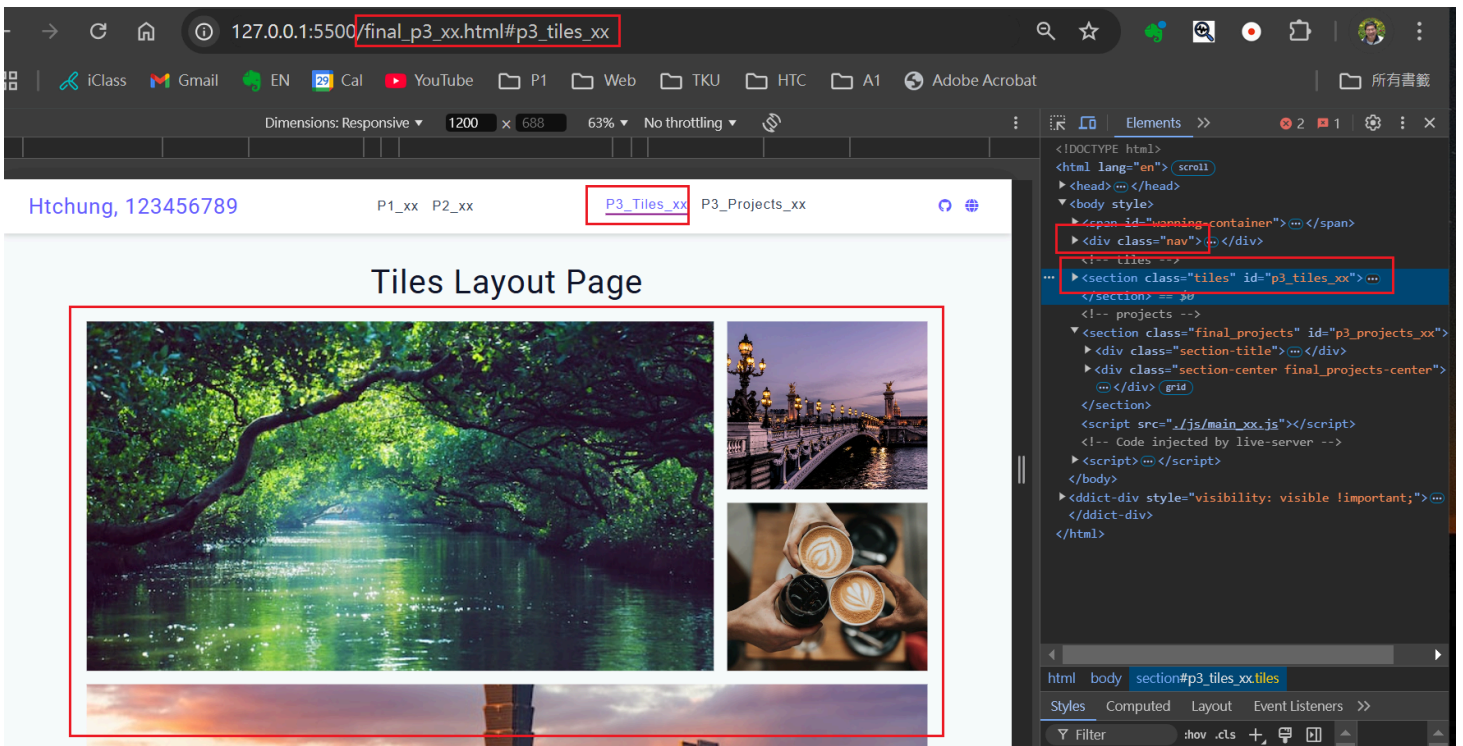 127.0.0.1:5500/final_p3_xx.html#p3_tiles_xx
iClass Gmail EN 29 Cal YouTube P1 Web TKU HTC A1 Adobe Acrobat 所有書籤
Dimensions: Responsive ▼ 1200 × 688 63% ▼ No throttling ▼
Elements >> 2 1
Htchung, 123456789 P1_xx P2_xx P3_Tiles_xx P3_Projects_xx
Tiles Layout Page
<!DOCTYPE html>
<html lang="en"> scroll
<head> </head>
<body style>
<span id="warning-container"> </span>
<div class="nav"> </div>
<!-- tiles -->
<section class="tiles" id="p3_tiles_xx">
</section> == $0
<!-- projects -->
<section class="final_projects" id="p3_projects_xx">
<div class="section-title"> </div>
<div class="section-center final_projects-center">
</div> grid
</section>
<script src="./js/main_xx.js"></script>
<!-- Code injected by live-server -->
<script> </script>
</body>
<ddict-div style="visibility: visible !important;">
</ddict-div>
</html>
html body section#p3_tiles_xx.tiles
Styles Computed Layout Event Listeners >>
Filter :hov .cls